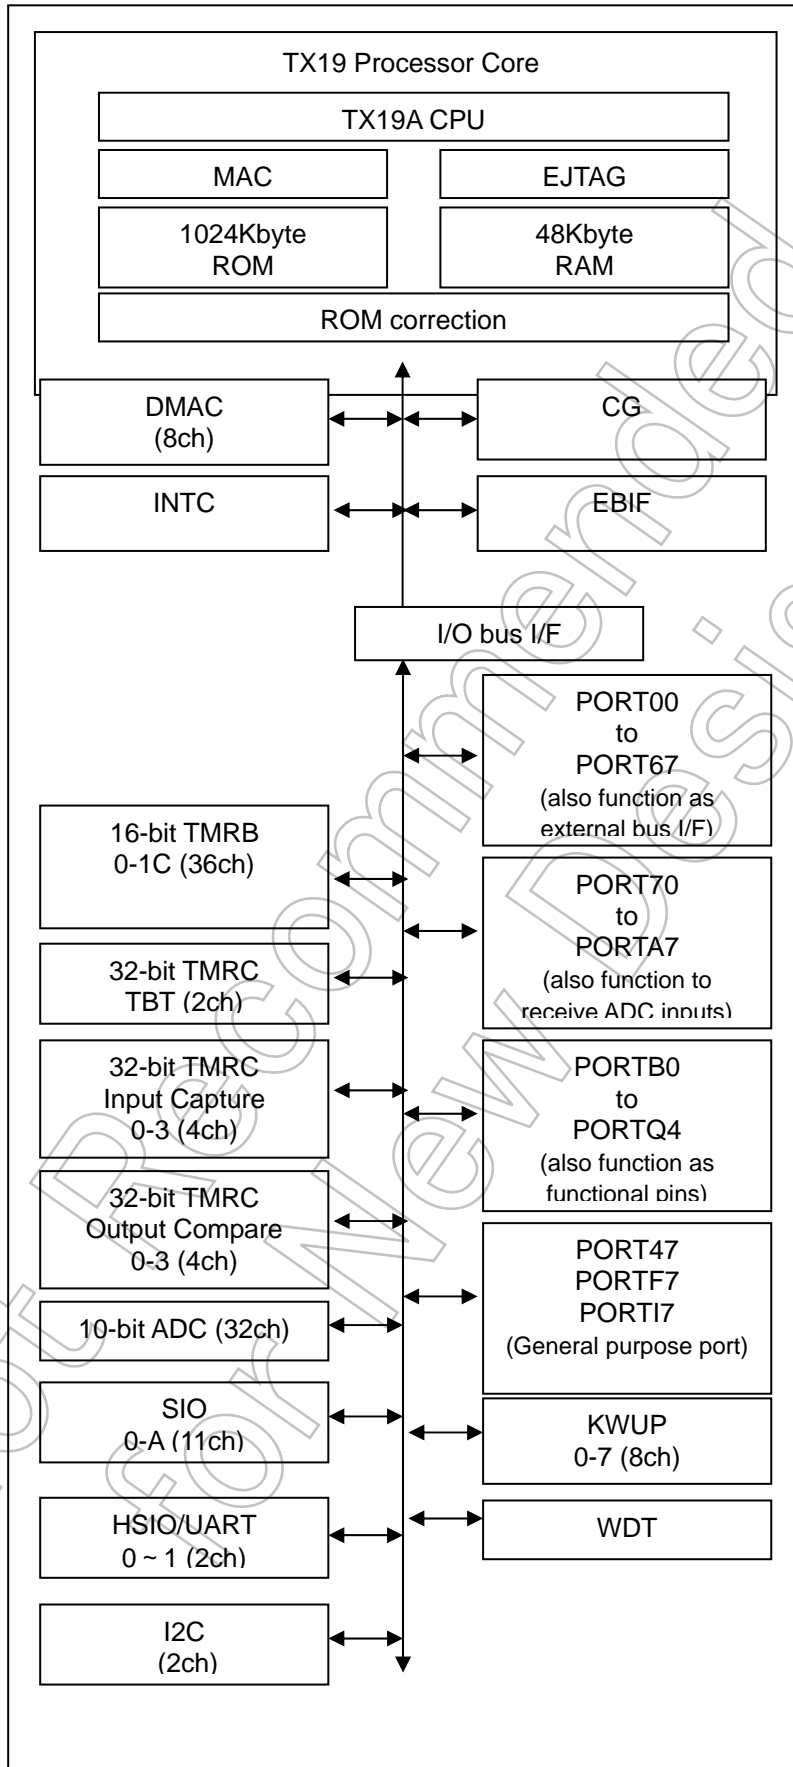 TX19 Processor Core
TX19A CPU
MAC
EJTAG
1024Kbyte
ROM
48Kbyte
RAM
ROM correction
DMAC
(8ch)
CG
INTC
EBIF
I/O bus I/F
PORT00
to
PORT67
(also function as
external bus I/F)
16-bit TMRB
0-1C (36ch)
PORT70
to
PORTA7
(also function to
receive ADC inputs)
32-bit TMRC
TBT (2ch)
32-bit TMRC
Input Capture
0-3 (4ch)
PORTB0
to
PORTQ4
(also function as
functional pins)
32-bit TMRC
Output Compare
0-3 (4ch)
PORT47
PORTF7
PORTI7
(General purpose port)
10-bit ADC (32ch)
SIO
0-A (11ch)
KWUP
0-7 (8ch)
HSIO/UART
0 ~ 1 (2ch)
WDT
I2C
(2ch)
Not Recommended
for New Desi